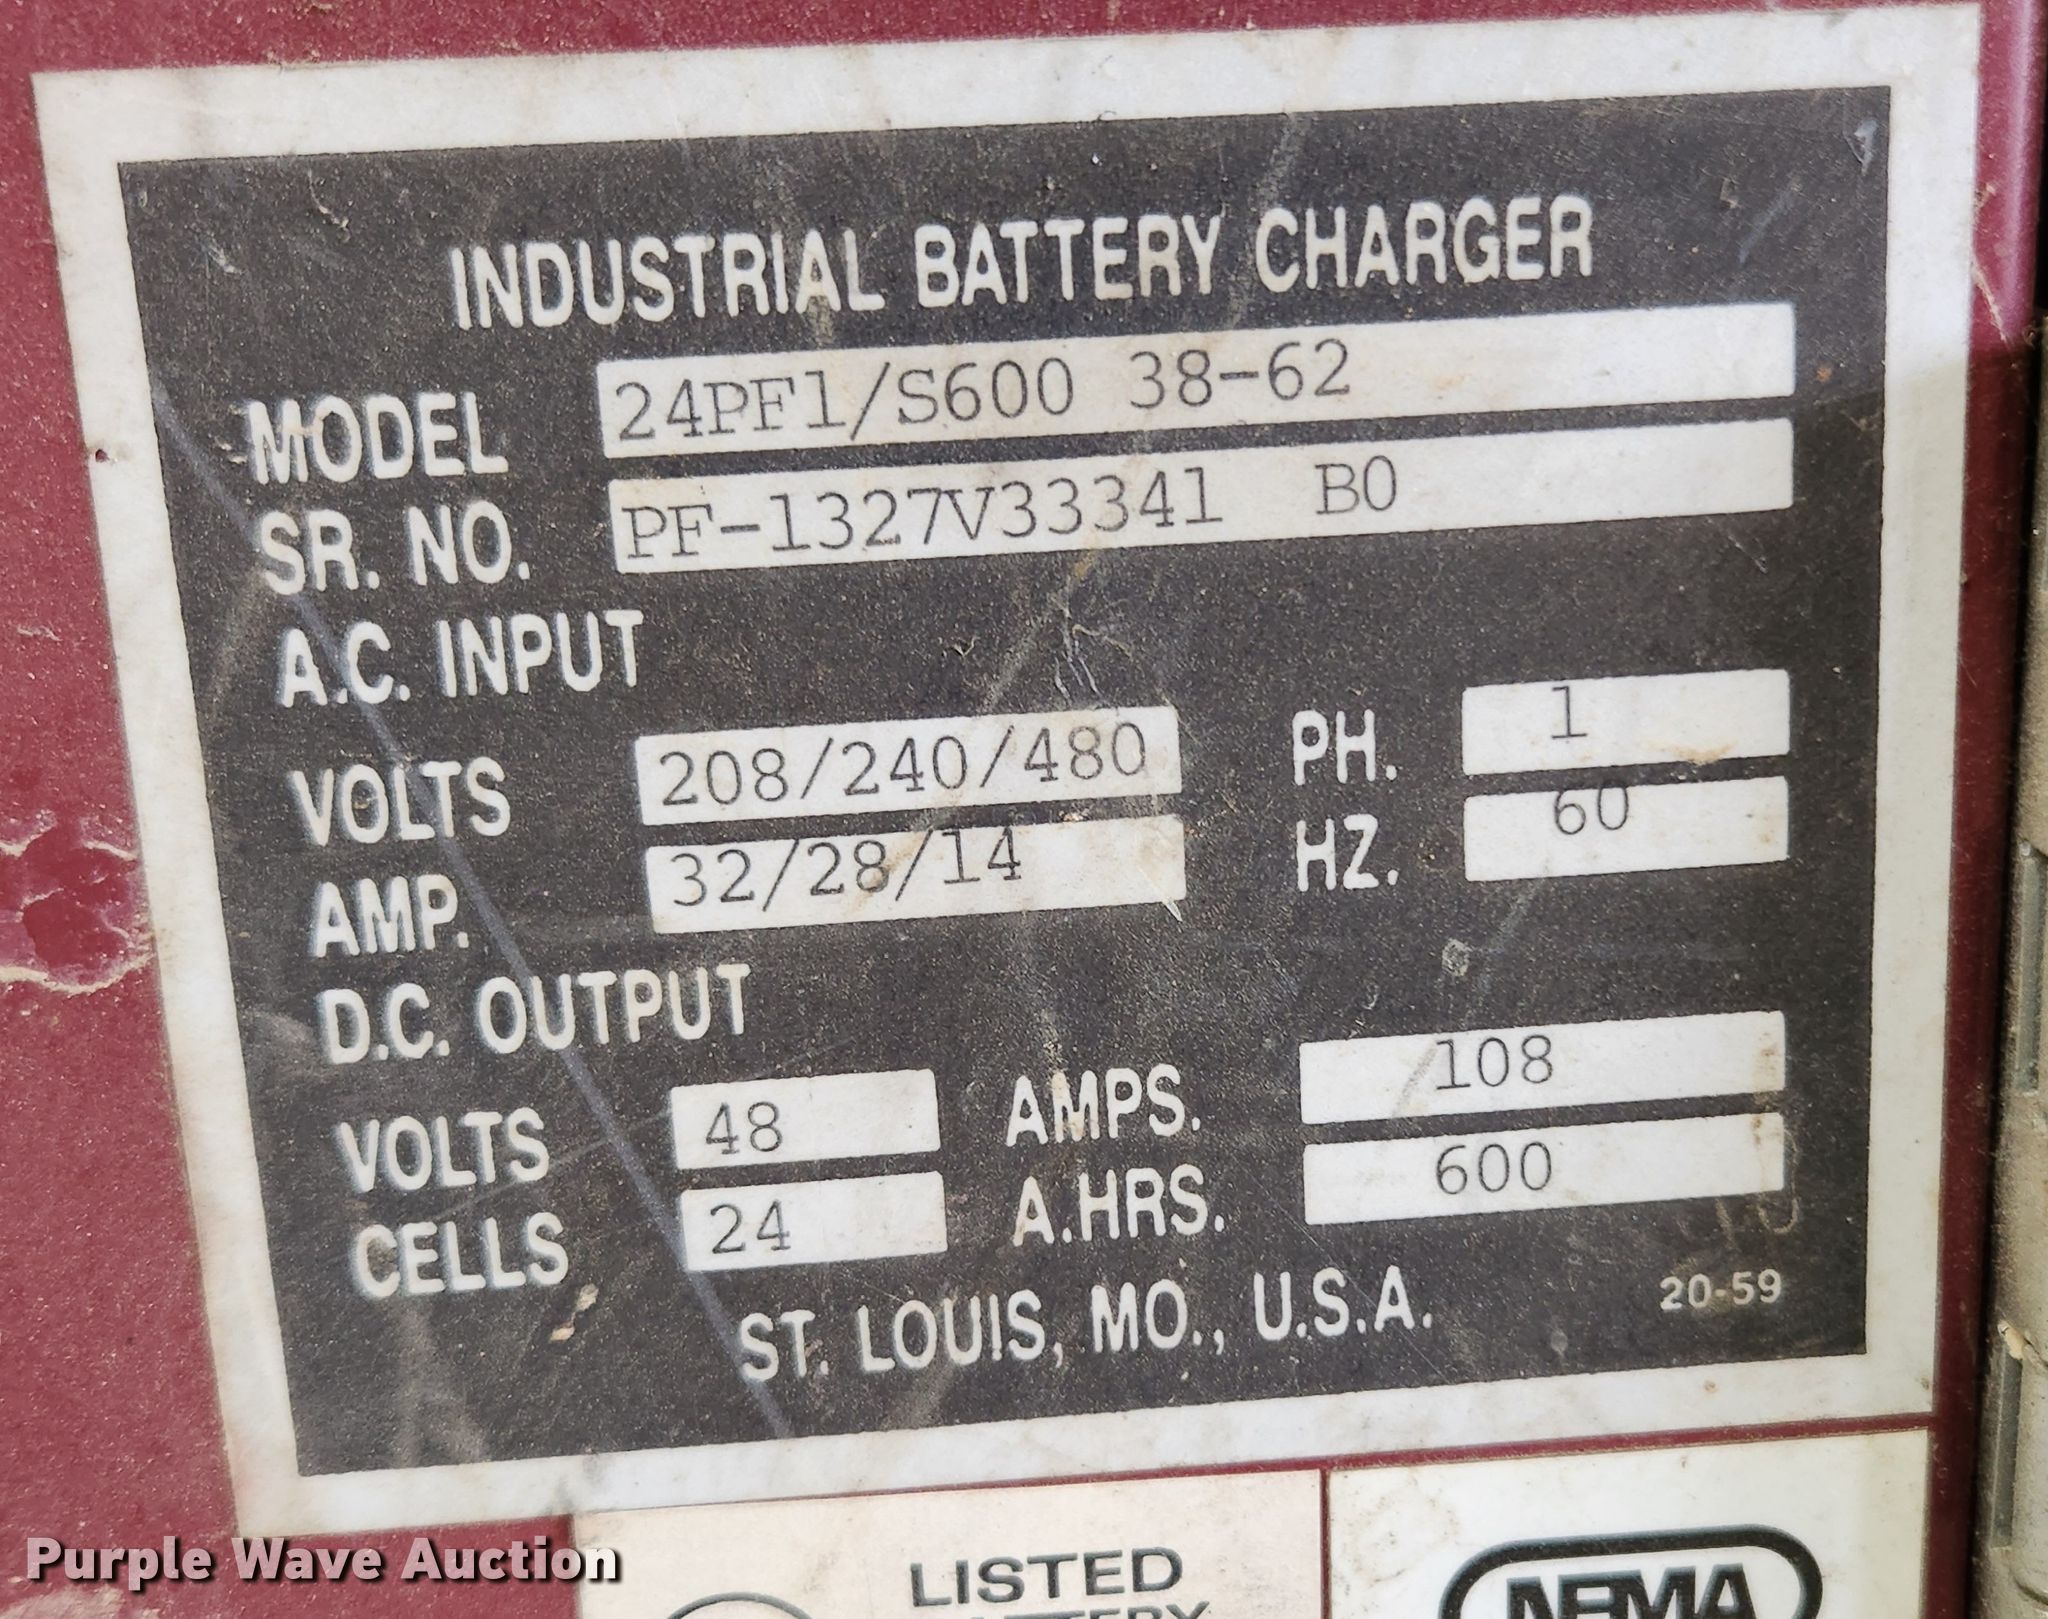 INDUSTRIAL BATTERY CHARGER
MODEL 24PF1/S600 38-62
SR. NO. PF-1327V33341 B0
A.C. INPUT
VOLTS 208/240/480 PH. 1
AMP. 32/28/14 HZ. 60
D.C. OUTPUT
VOLTS 48 AMPS. 108
CELLS 24 A.HRS. 600
ST. LOUIS, MO., U.S.A. 20-59
LISTED
BATTERY
NEMA
Purple Wave Auction